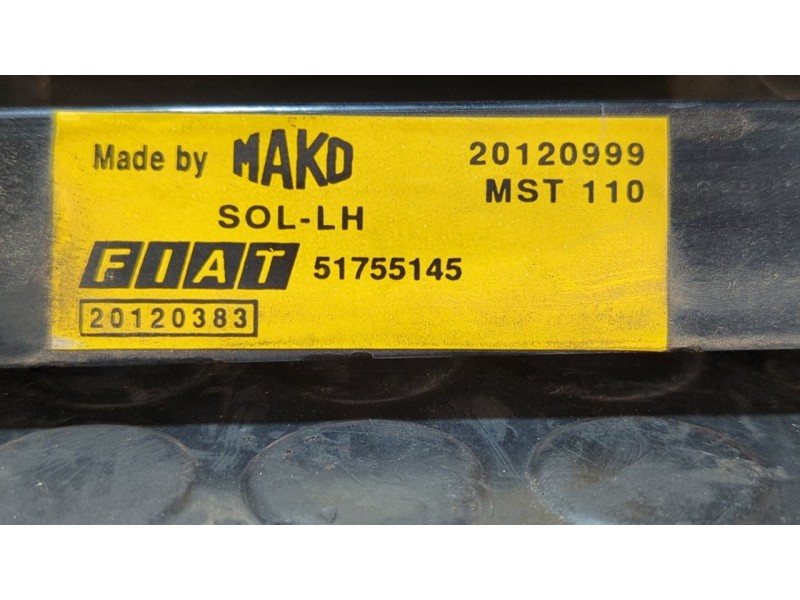 Made by MAKO 20120999
SOL-LH MST 110
FIAT 51755145
20120383